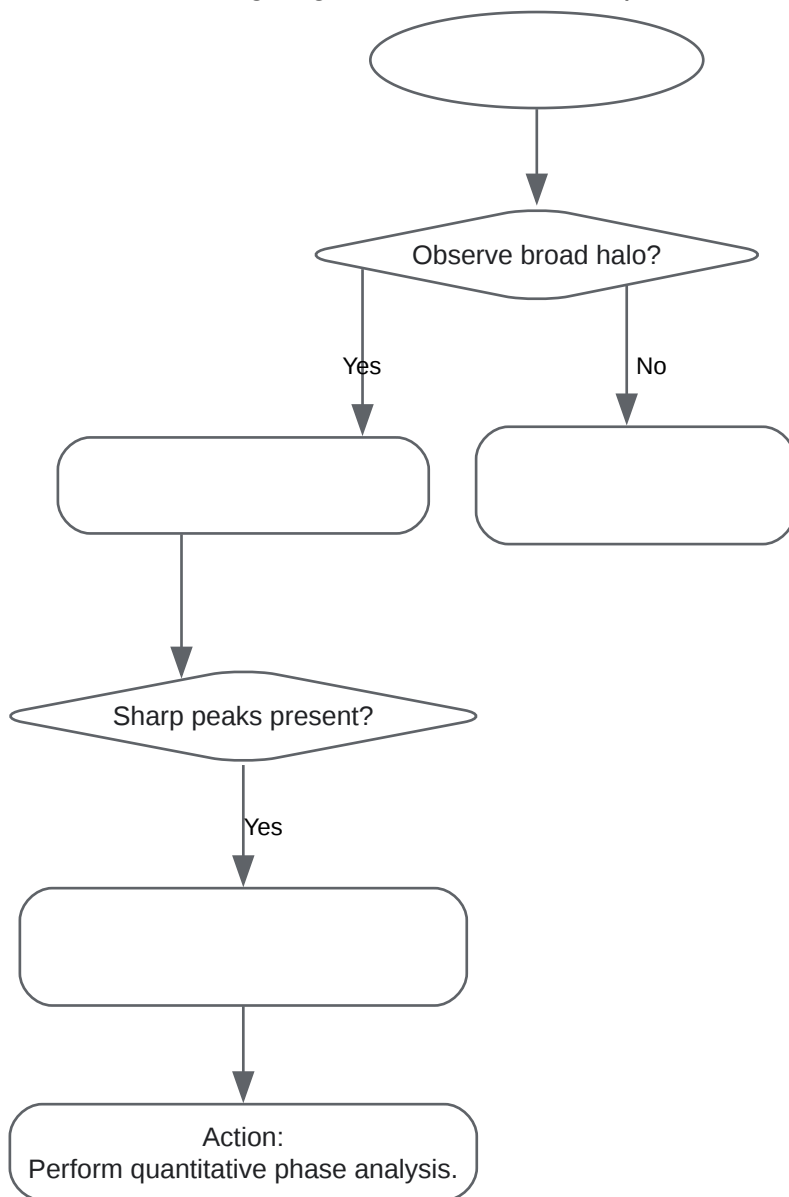 Observe broad halo?
Yes
No
Sharp peaks present?
Yes
Action:
Perform quantitative phase analysis.